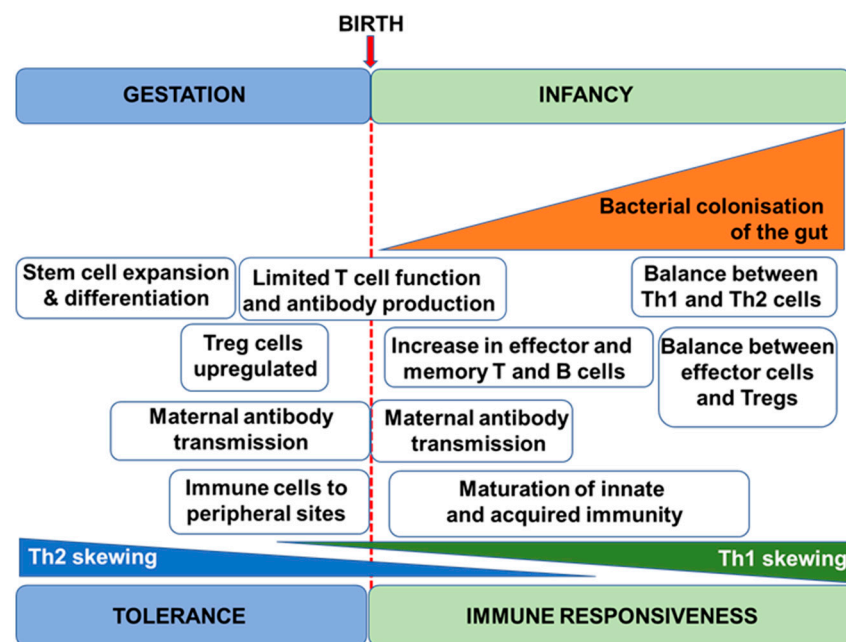 BIRTH
GESTATION
INFANCY
Bacterial colonisation
of the gut
Stem cell expansion
& differentiation
Limited T cell function
and antibody production
Balance between
Th1 and Th2 cells
Treg cells
upregulated
Increase in effector and
memory T and B cells
Balance between
effector cells
and Tregs
Maternal antibody
transmission
Maternal antibody
transmission
Immune cells to
peripheral sites
Maturation of innate
and acquired immunity
Th2 skewing
Th1 skewing
TOLERANCE
IMMUNE RESPONSIVENESS